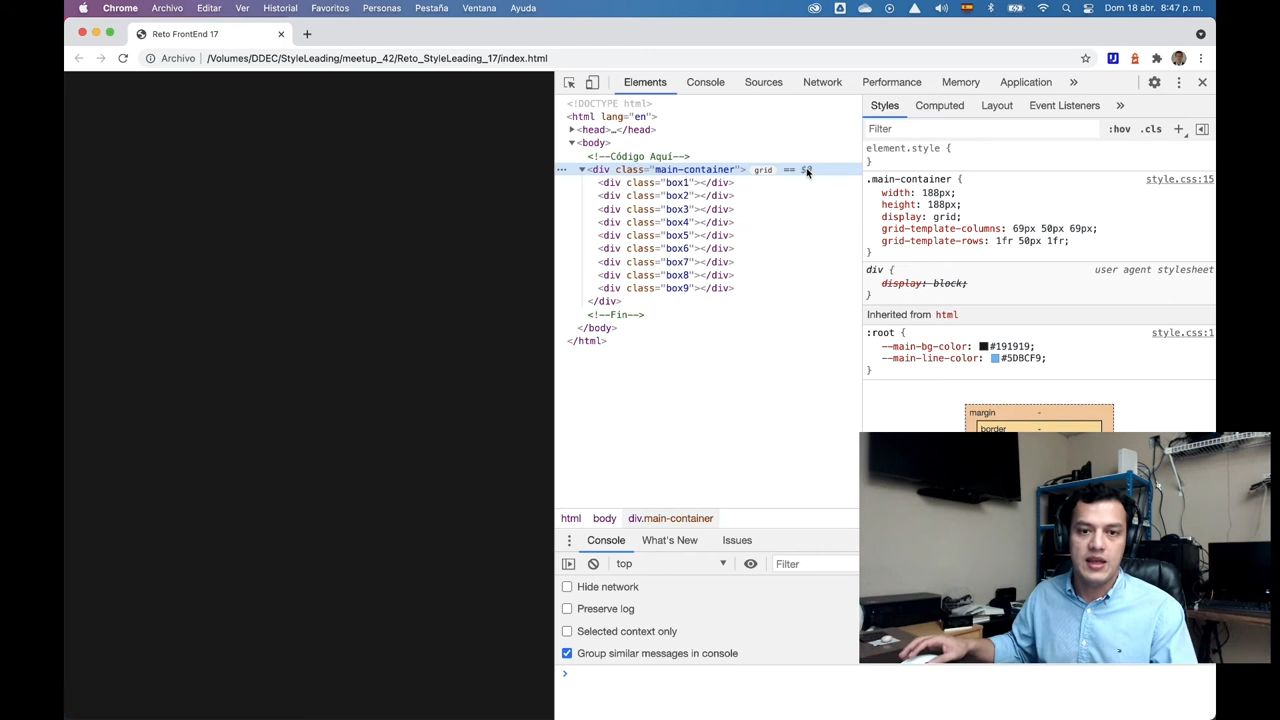 Chrome Archivo Editar Ver Historial Favoritos Personas Pestaña Ventana Ayuda Dom 18 abr. 8:47 p. m.
Reto FrontEnd 17
Archivo /Volumes/DDEC/StyleLeading/meetup_42/Reto_StyleLeading_17/index.html
Elements Console Sources Network Performance Memory Application »
<!DOCTYPE html>
<html lang="en">
<head>…</head>
<body>
<!--Código Aquí-->
<div class="main-container"> grid ==
<div class="box1"></div>
<div class="box2"></div>
<div class="box3"></div>
<div class="box4"></div>
<div class="box5"></div>
<div class="box6"></div>
<div class="box7"></div>
<div class="box8"></div>
<div class="box9"></div>
</div>
<!--Fin-->
</body>
</html>
html body div.main-container
Styles Computed Layout Event Listeners »
Filter :hov .cls +
element.style {
}
.main-container { style.css:15
width: 188px;
height: 188px;
display: grid;
grid-template-columns: 69px 50px 69px;
grid-template-rows: 1fr 50px 1fr;
}
div { user agent stylesheet
display: block;
}
Inherited from html
:root { style.css:1
--main-bg-color: #191919;
--main-line-color: #5DBCF9;
}
margin -
border -
Console What's New Issues
top Filter
Hide network
Preserve log
Selected context only
Group similar messages in console